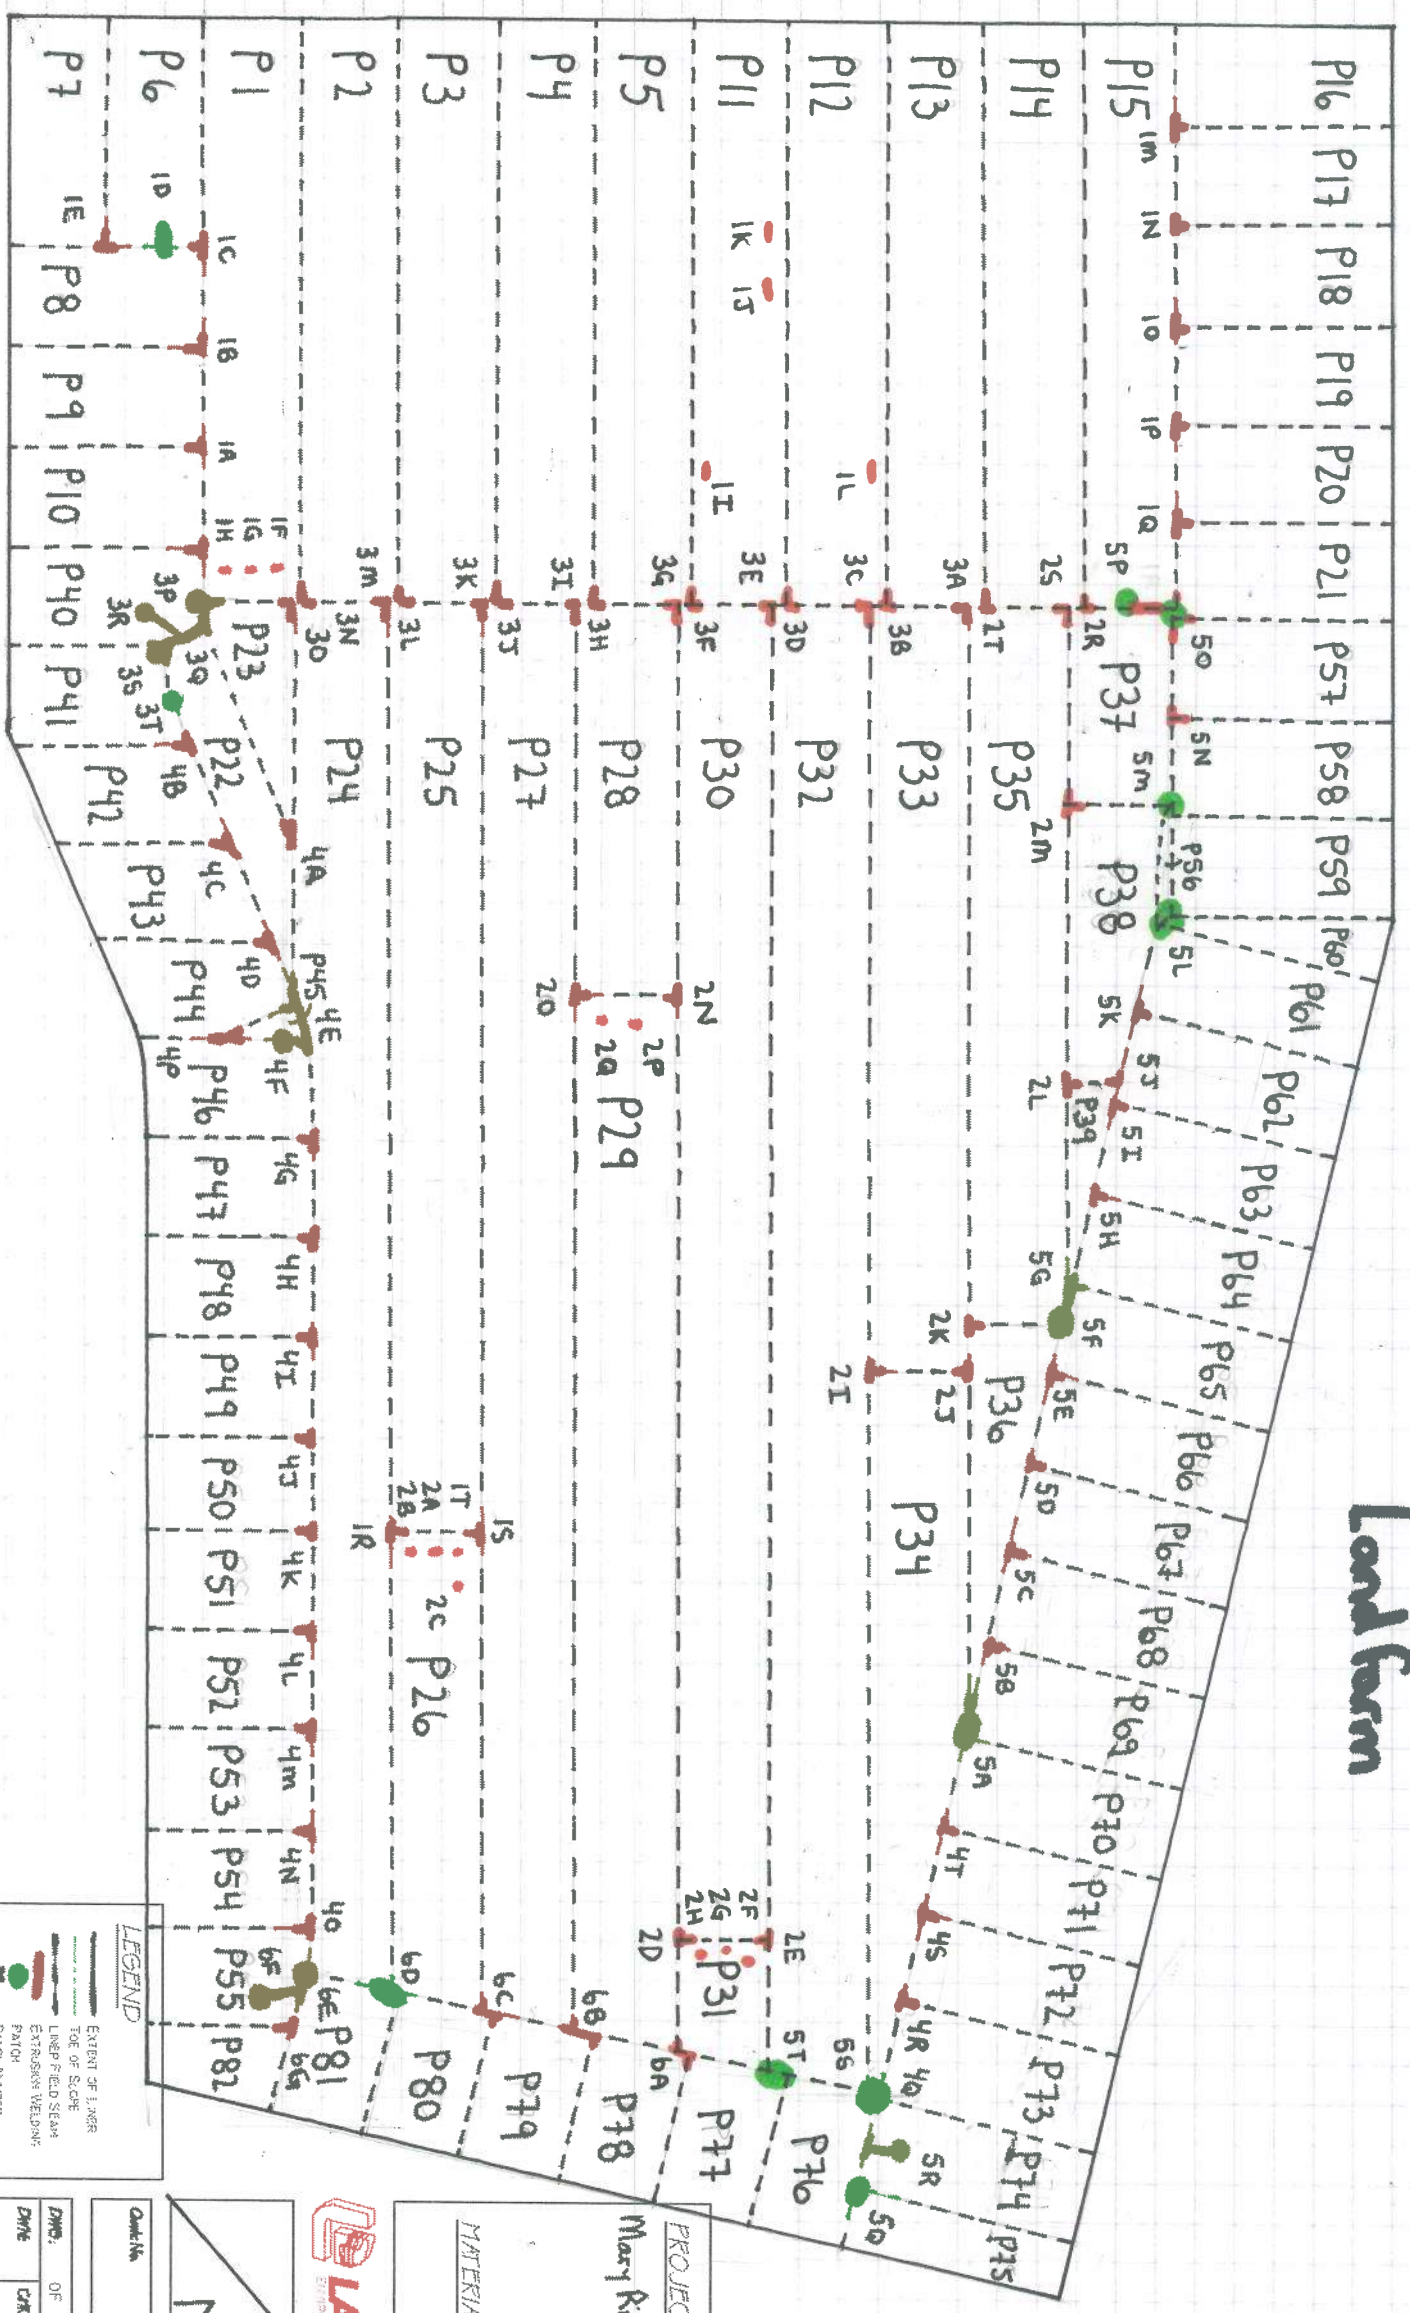 Land farm
P16 P17 P18 P19 P20 P21 P57 P58 P59 P60 P61 P62 P63 P64 P65 P66 P67 P68 P69 P70 P71 P72 P73 P74 P75
1M 1N 1O 1P 1Q 5O 5N 5M P56 5L 5K 5J 5I 5H 5G 5F 5E 5D 5C 5B 5A 4T 4S 4R 4Q 5R 5Q
P15 5P P37 P38 P39
2R 2M 2L
P14 2S P35 2K P36
2T 2J
P13 3A P33 2I P34
3B 5S
P12 1L 3C P32 P76
3D 2E 5T
P11 1K 1J 1I 3E P30 2F 2G 2H P31 P77
3F 2N 2D 6A
P5 3G P28 2P 2Q P29 P78
3H 2O 6B
P4 3I P27 P79
3J 1S 6C
P3 3K P25 1T 2A 2B 2C P26 P80
3L 1R 6D
P2 3M P24 P81
3N 3O 4A P45 4E 4O 6E
P1 1F 1G 1H P23 P22 4D 4F 4G 4H 4I 4J 4K 4L 4M 4N 6F 6G
1C 1B 1A 3Q 4C
P6 1D 3P 3R 3S 3T 4B P43 P44 4P P46 P47 P48 P49 P50 P51 P52 P53 P54 P55 P82
1E P42
P7 P8 P9 P10 P40 P41
PROJEC
Mary Ri
MATERIA
LA
N
LEGEND
EXTENT OF LINER
TOE OF SLOPE
LINER FIELD SEAM
EXTRUSION WELDING
PATCH
DWG: OF
DATE